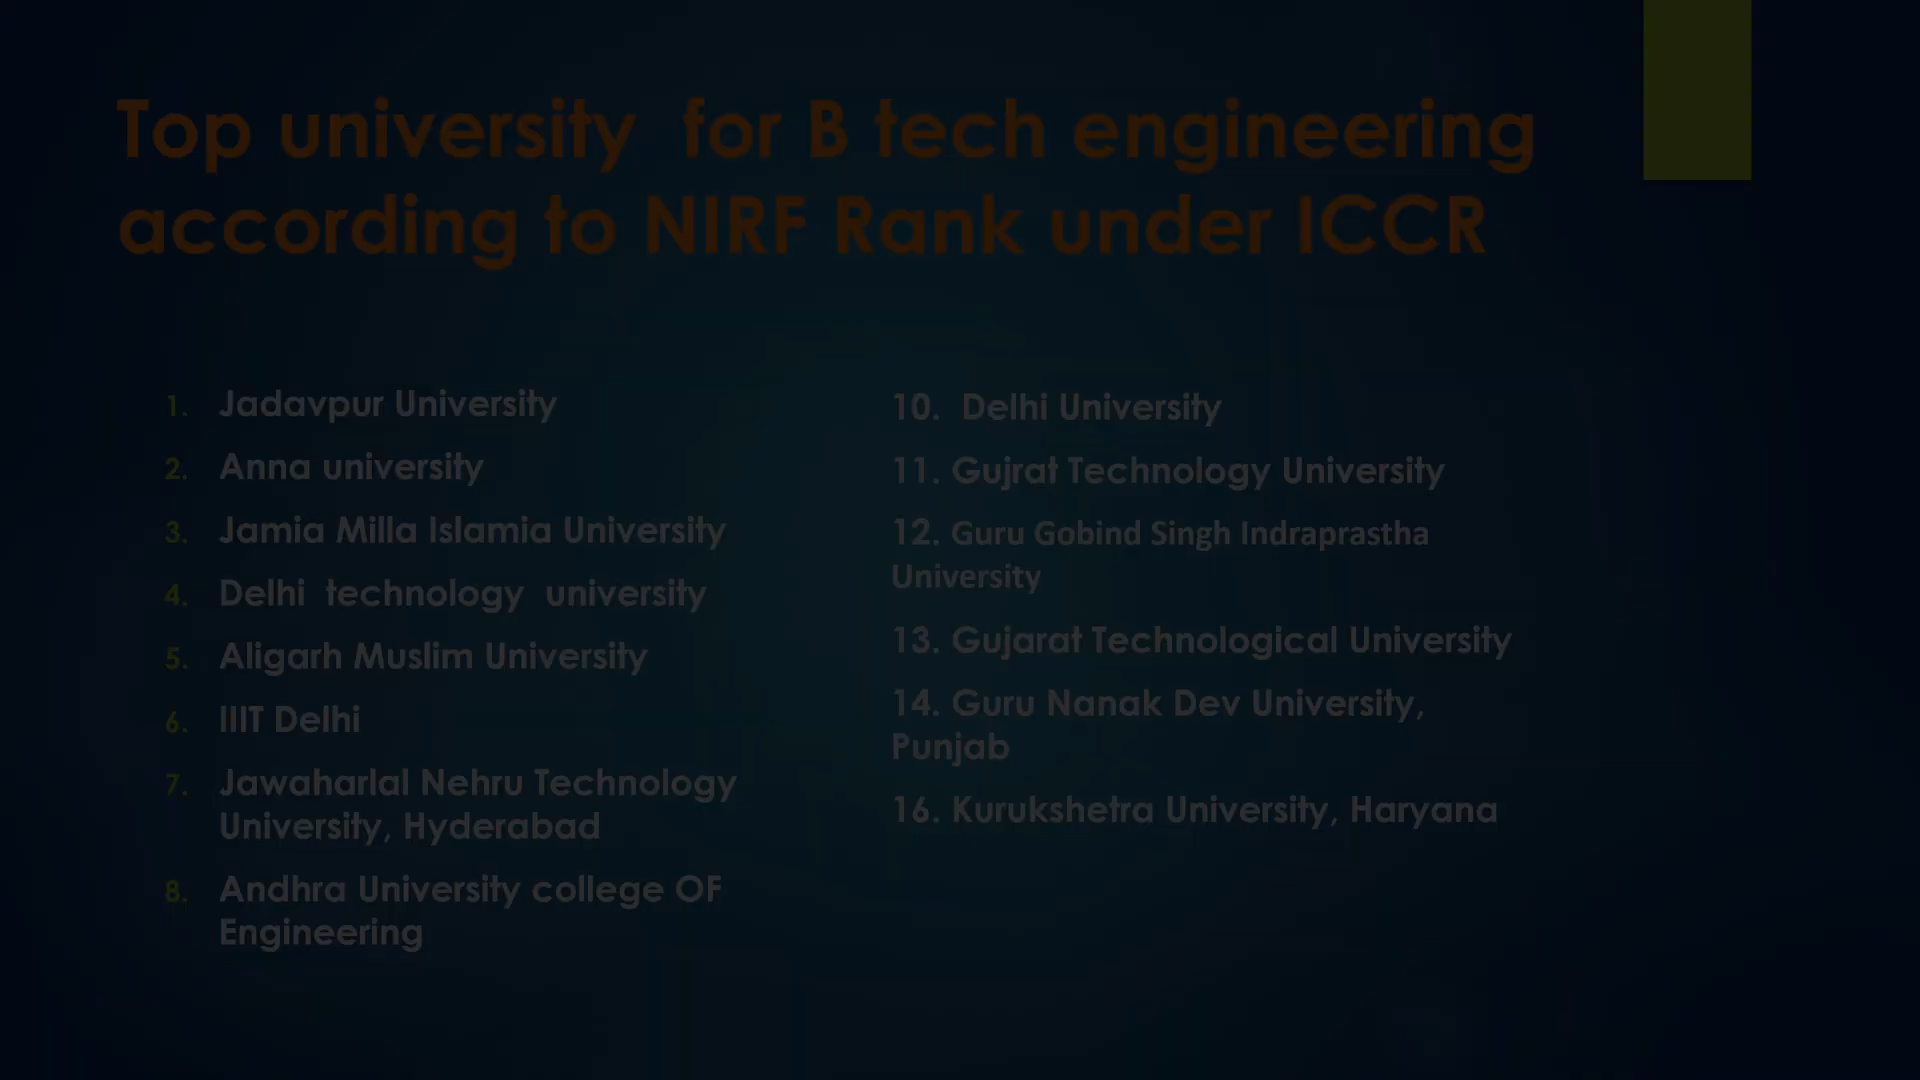 Top university for B tech engineering
according to NIRF Rank under ICCR
1. Jadavpur University
2. Anna university
3. Jamia Milla Islamia University
4. Delhi technology university
5. Aligarh Muslim University
6. IIIT Delhi
7. Jawaharlal Nehru Technology
University, Hyderabad
8. Andhra University college OF
Engineering
10. Delhi University
11. Gujrat Technology University
12. Guru Gobind Singh Indraprastha
University
13. Gujarat Technological University
14. Guru Nanak Dev University,
Punjab
16. Kurukshetra University, Haryana